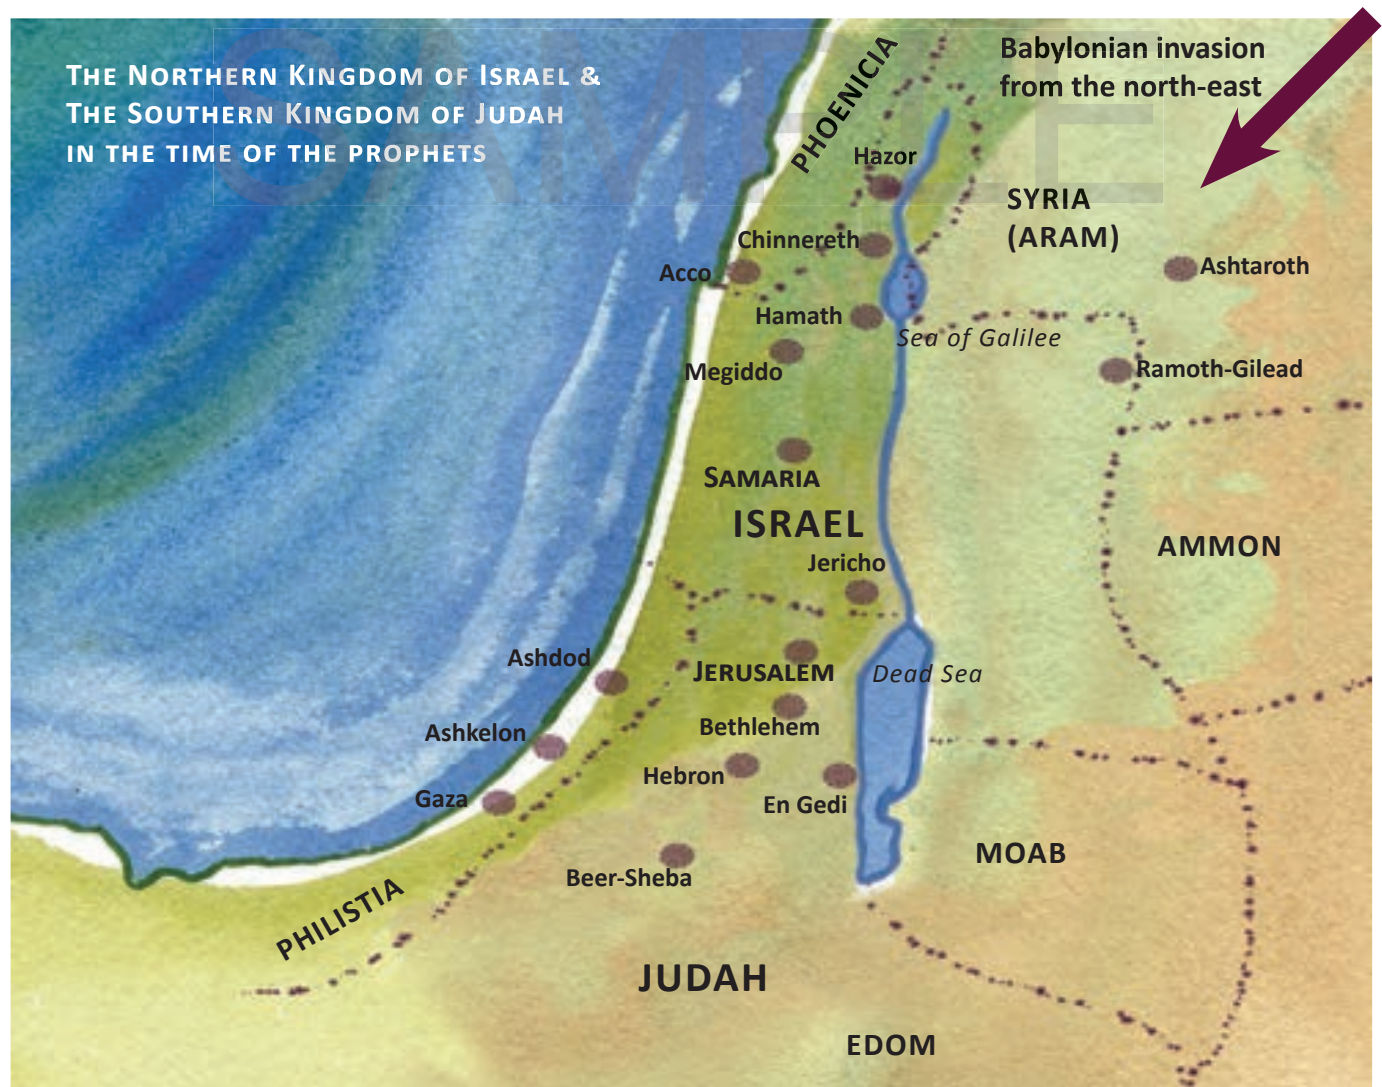 THE NORTHERN KINGDOM OF ISRAEL &
THE SOUTHERN KINGDOM OF JUDAH
IN THE TIME OF THE PROPHETS
SAMPLE
Babylonian invasion
from the north-east
PHOENICIA
Hazor
SYRIA
(ARAM)
Chinnereth
Acco
Ashtaroth
Hamath
Sea of Galilee
Megiddo
Ramoth-Gilead
SAMARIA
ISRAEL
AMMON
Jericho
Ashdod
JERUSALEM
Dead Sea
Ashkelon
Bethlehem
Hebron
Gaza
En Gedi
MOAB
Beer-Sheba
PHILISTIA
JUDAH
EDOM